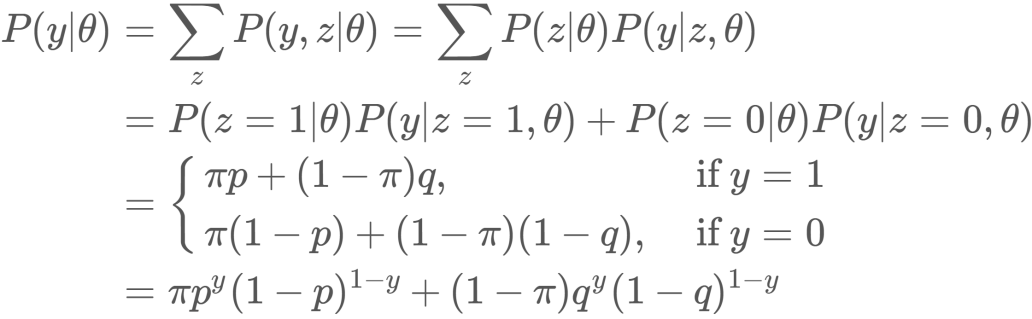 P(y|θ) = ∑_z P(y, z|θ) = ∑_z P(z|θ)P(y|z, θ)
= P(z = 1|θ)P(y|z = 1, θ) + P(z = 0|θ)P(y|z = 0, θ)
= { πp + (1 − π)q, if y = 1
π(1 − p) + (1 − π)(1 − q), if y = 0
= πp^y(1 − p)^{1−y} + (1 − π)q^y(1 − q)^{1−y}